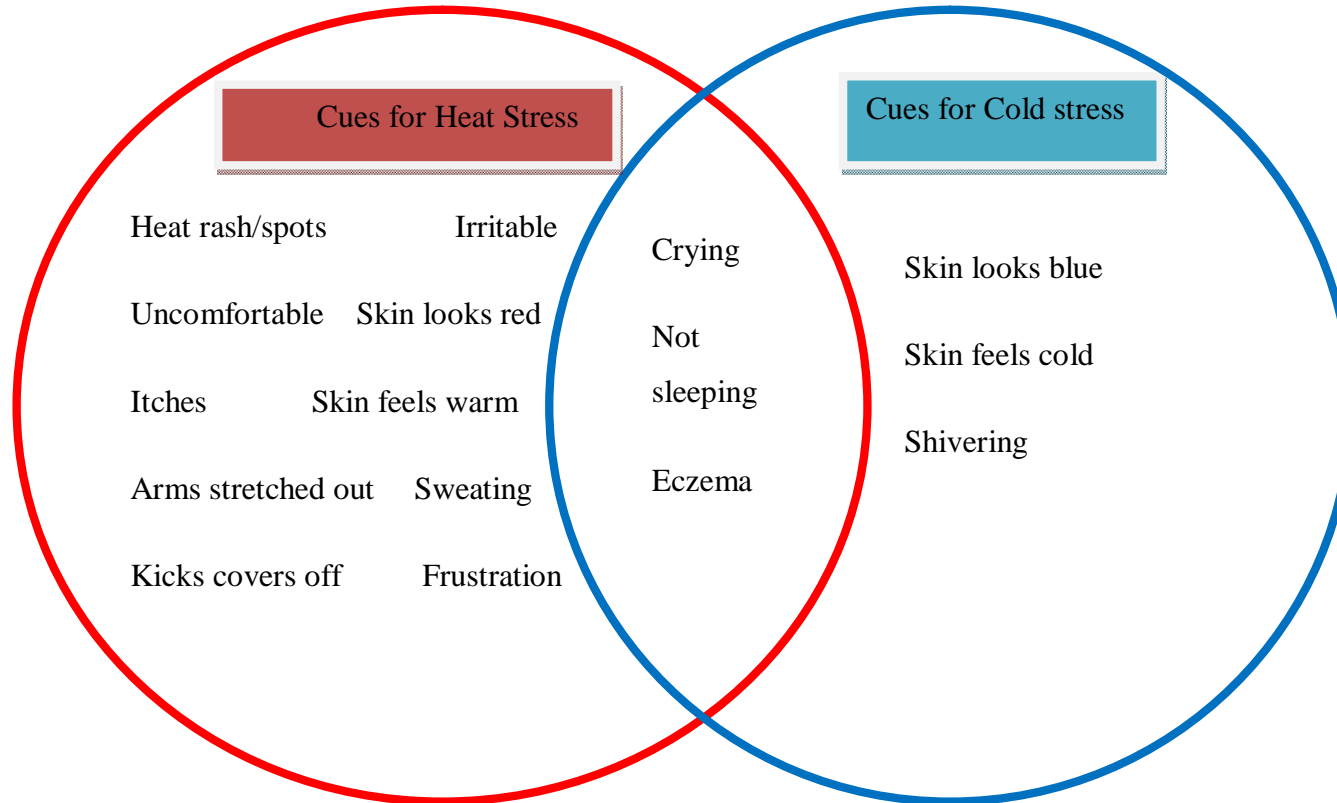 Cues for Heat Stress
Cues for Cold stress
Heat rash/spots Irritable
Uncomfortable Skin looks red
Itches Skin feels warm
Arms stretched out Sweating
Kicks covers off Frustration
Crying
Not
sleeping
Eczema
Skin looks blue
Skin feels cold
Shivering